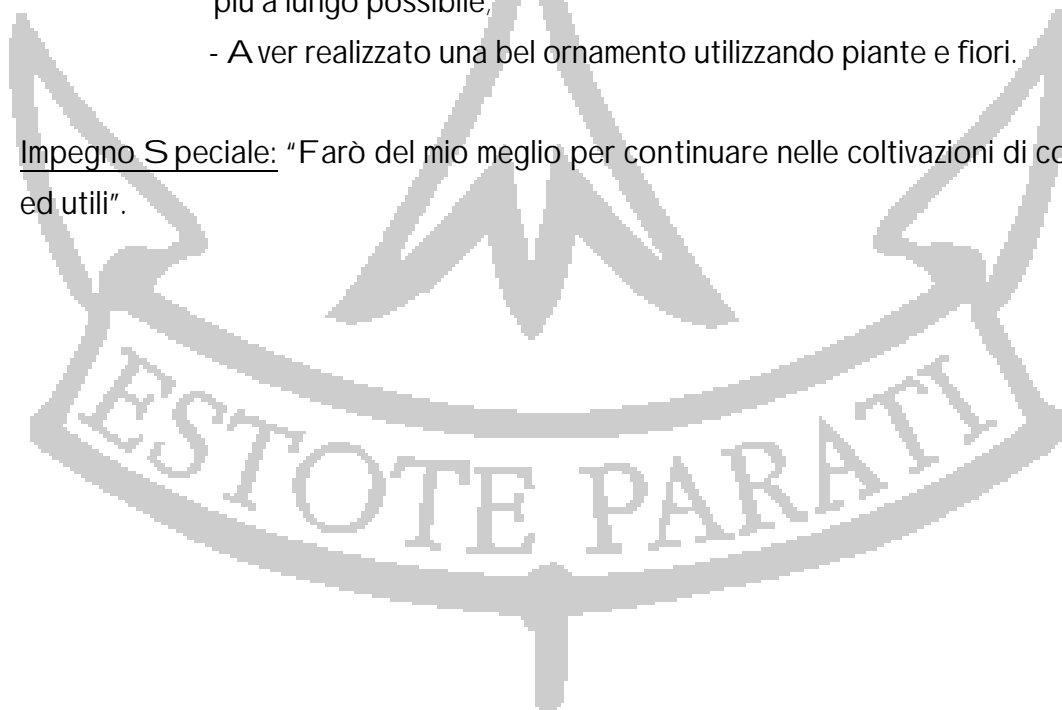 più a lungo possibile;
- Aver realizzato una bel ornamento utilizzando piante e fiori.
Impegno Speciale: “Farò del mio meglio per continuare nelle coltivazioni di
ed utili”.
ESTOTE PARATI